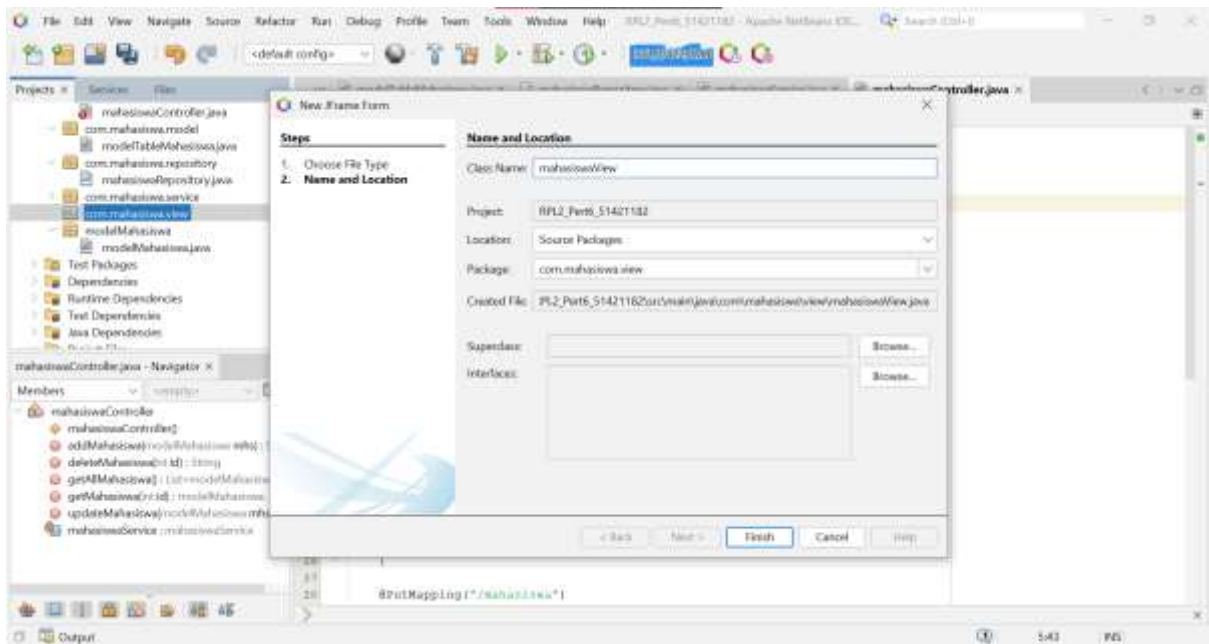 File Edit View Navigate Source Refactor Run Debug Profile Team Tools Window Help
<default config>
Projects Services Files
mahasiswaController.java
com.mahasiswa.model
modelTableMahasiswa.java
com.mahasiswa.repository
mahasiswaRepository.java
com.mahasiswa.service
com.mahasiswa.view
modelMahasiswa
modelMahasiswa.java
Test Packages
Dependencies
Runtime Dependencies
Test Dependencies
Java Dependencies
mahasiswaController.java - Navigator
Members
mahasiswaController
mahasiswaController()
addMahasiswa(modelMahasiswa mhs)
deleteMahasiswa(int id) : String
getAllMahasiswa() : List<modelMahasiswa
getMahasiswa(int id) : modelMahasiswa
updateMahasiswa(modelMahasiswa mhs
mahasiswaService : mahasiswaService
New JFrame Form
Steps
1. Choose File Type
2. Name and Location
Name and Location
Class Name: mahasiswaView
Project: RPL2_Pert6_51421182
Location: Source Packages
Package: com.mahasiswa.view
Created File: RPL2_Pert6_51421182\src\main\java\com\mahasiswa\view\mahasiswaView.java
Superclass: Browse...
Interfaces: Browse...
< Back Next > Finish Cancel Help
@PutMapping("/mahasiswa")
Output
5:43 INS